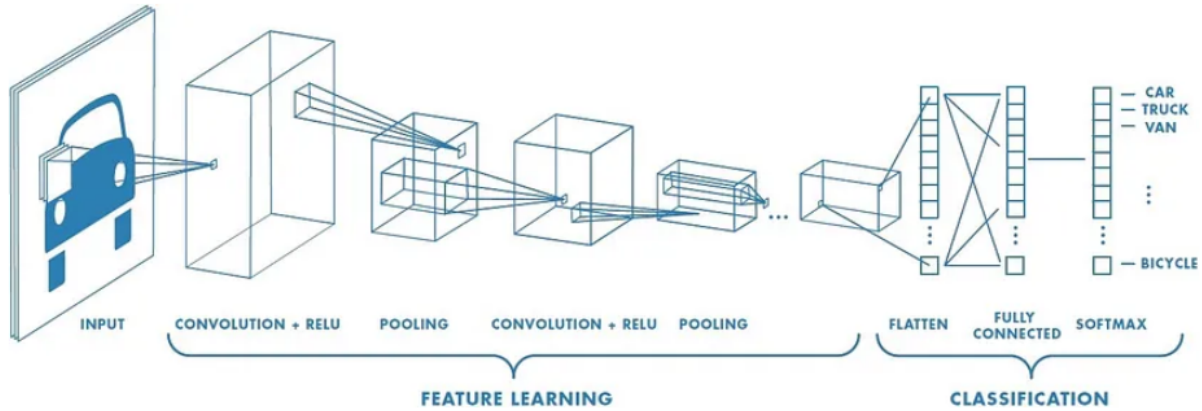 CAR
TRUCK
VAN
BICYCLE
INPUT
CONVOLUTION + RELU
POOLING
CONVOLUTION + RELU
POOLING
FLATTEN
FULLY
CONNECTED
SOFTMAX
FEATURE LEARNING
CLASSIFICATION